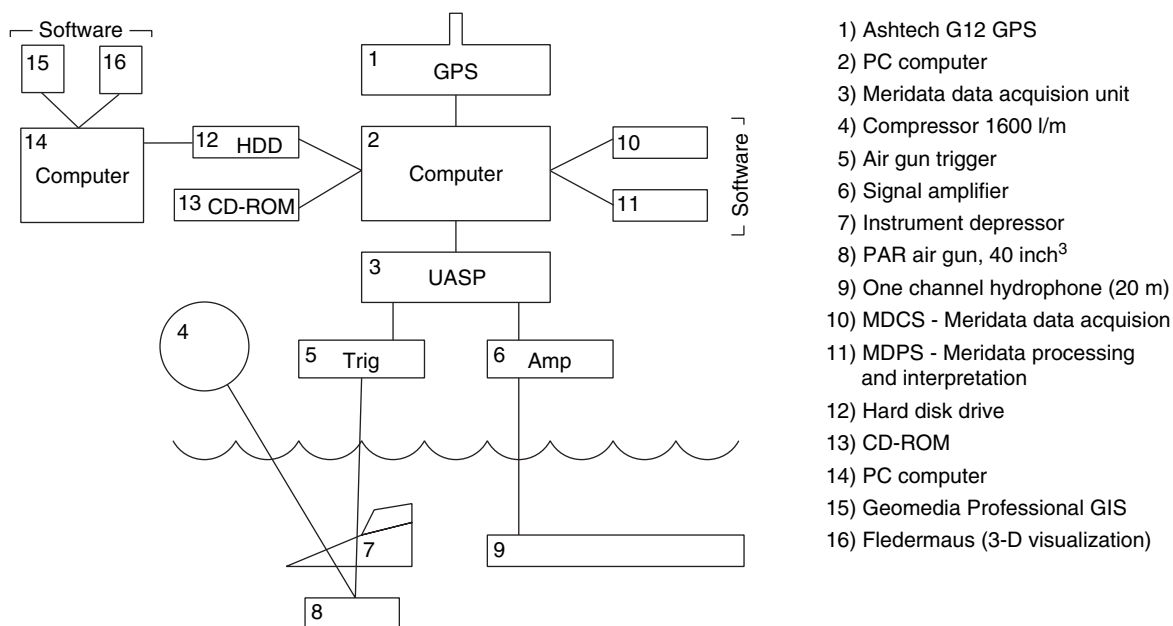 Software
15
16
14
Computer
12
HDD
13 CD-ROM
1
GPS
2
Computer
10
11
Software
3
UASP
4
5
Trig
6
Amp
7
8
9
1) Ashtech G12 GPS
2) PC computer
3) Meridata data acquision unit
4) Compressor 1600 l/m
5) Air gun trigger
6) Signal amplifier
7) Instrument depressor
8) PAR air gun, 40 inch³
9) One channel hydrophone (20 m)
10) MDCS - Meridata data acquision
11) MDPS - Meridata processing
and interpretation
12) Hard disk drive
13) CD-ROM
14) PC computer
15) Geomedia Professional GIS
16) Fledermaus (3-D visualization)